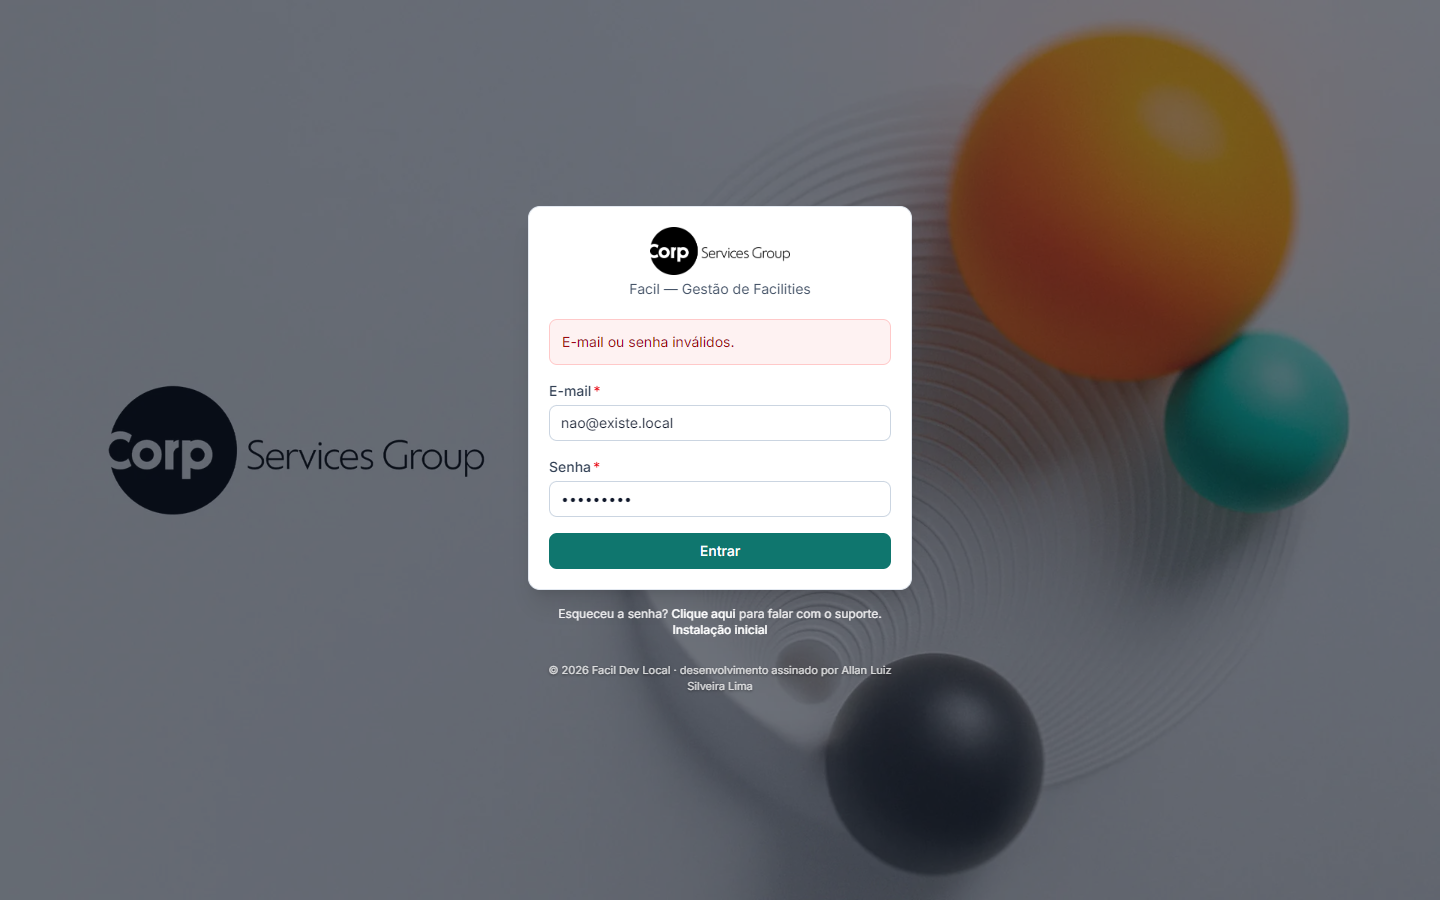 Corp Services Group
Facil — Gestão de Facilities
E-mail ou senha inválidos.
E-mail *
nao@existe.local
Senha *
•••••••••
Entrar
Corp Services Group
Esqueceu a senha? Clique aqui para falar com o suporte.
Instalação inicial
© 2026 Facil Dev Local · desenvolvimento assinado por Allan Luiz
Silveira Lima